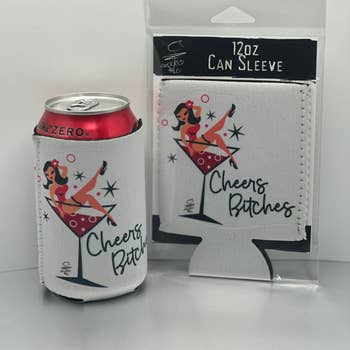 ZERO
Cheers
Bitch
12oz
CAN SLEEVE
Cheers
Bitches